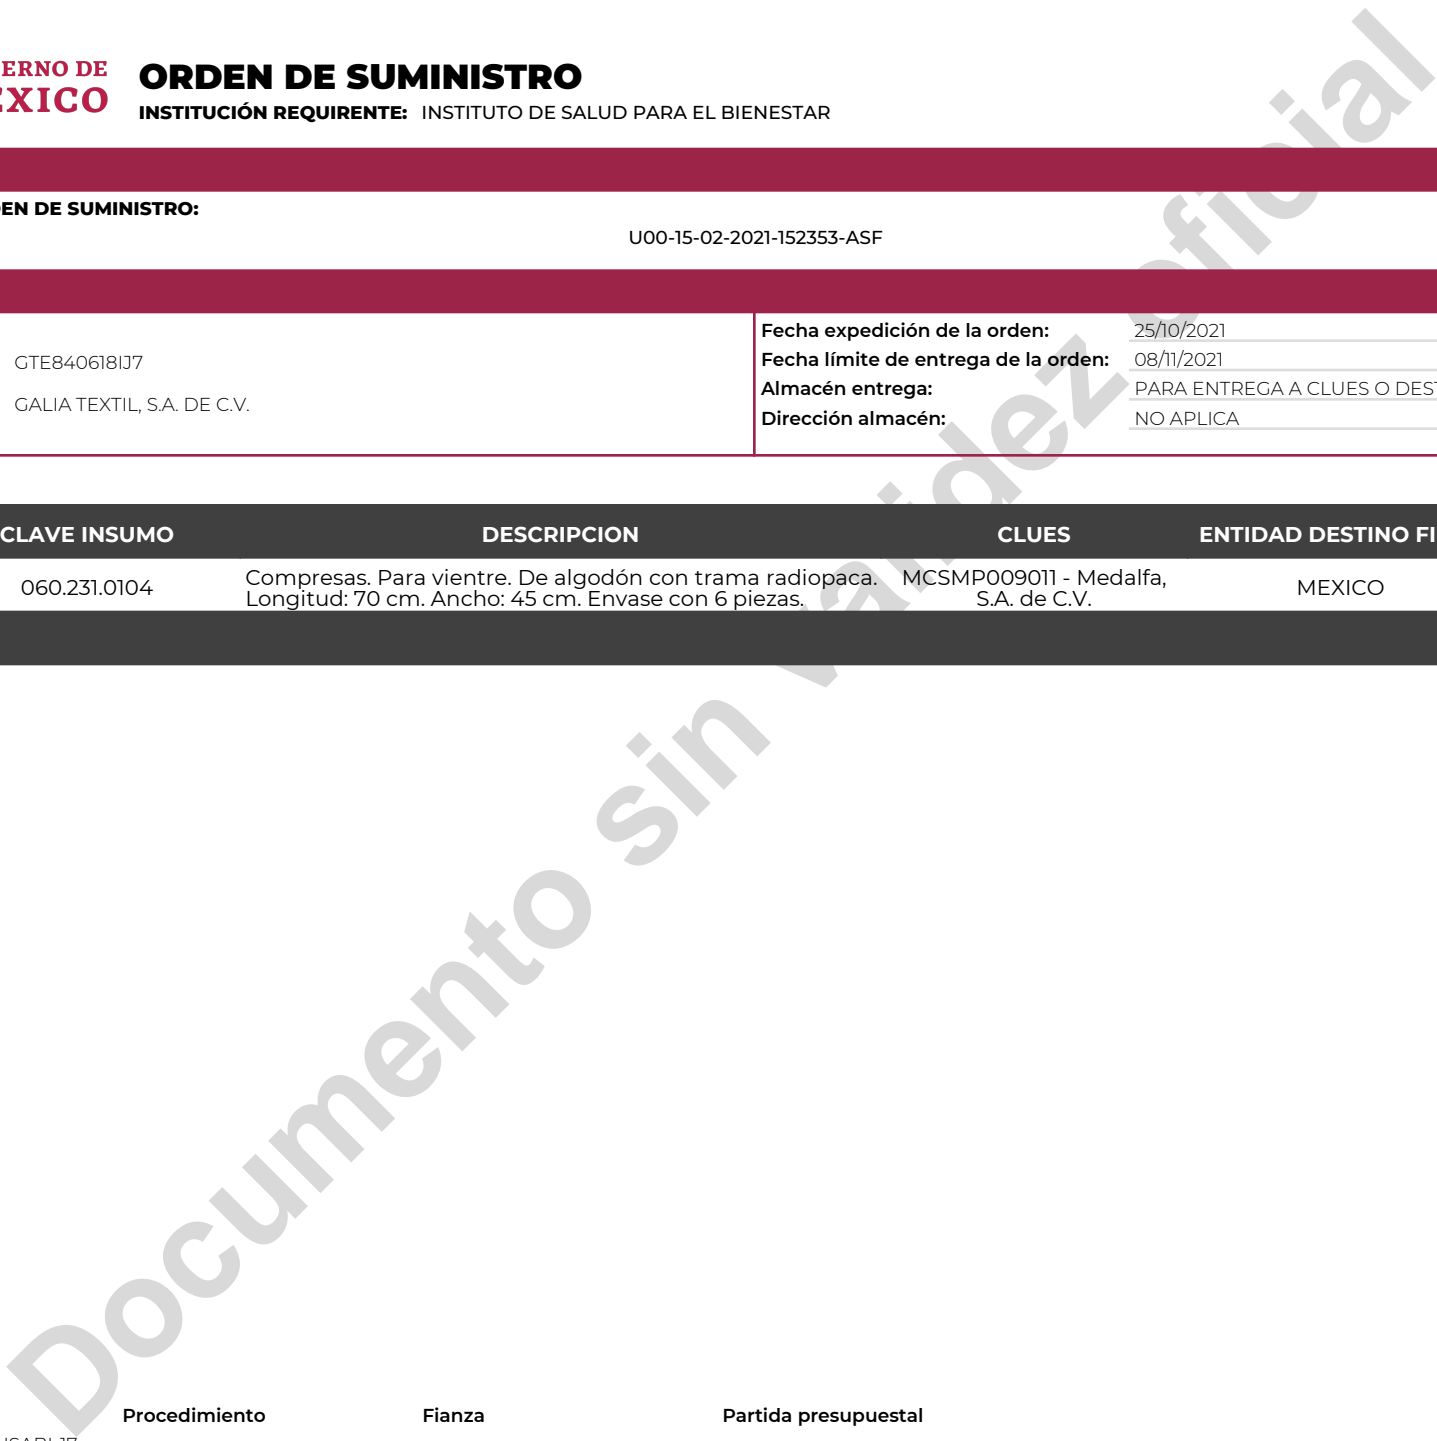 ERNO DE
EXICO
ORDEN DE SUMINISTRO
INSTITUCIÓN REQUIRENTE: INSTITUTO DE SALUD PARA EL BIENESTAR
EN DE SUMINISTRO:
U00-15-02-2021-152353-ASF
GTE840618IJ7
GALIA TEXTIL, S.A. DE C.V.
Fecha expedición de la orden: 25/10/2021
Fecha límite de entrega de la orden: 08/11/2021
Almacén entrega: PARA ENTREGA A CLUES O DEST
Dirección almacén: NO APLICA
CLAVE INSUMO DESCRIPCION CLUES ENTIDAD DESTINO FI
060.231.0104 Compresas. Para vientre. De algodón con trama radiopaca. MCSMP009011 - Medalfa, MEXICO
Longitud: 70 cm. Ancho: 45 cm. Envase con 6 piezas. S.A. de C.V.
Documento sin validez oficial
Procedimiento Fianza Partida presupuestal